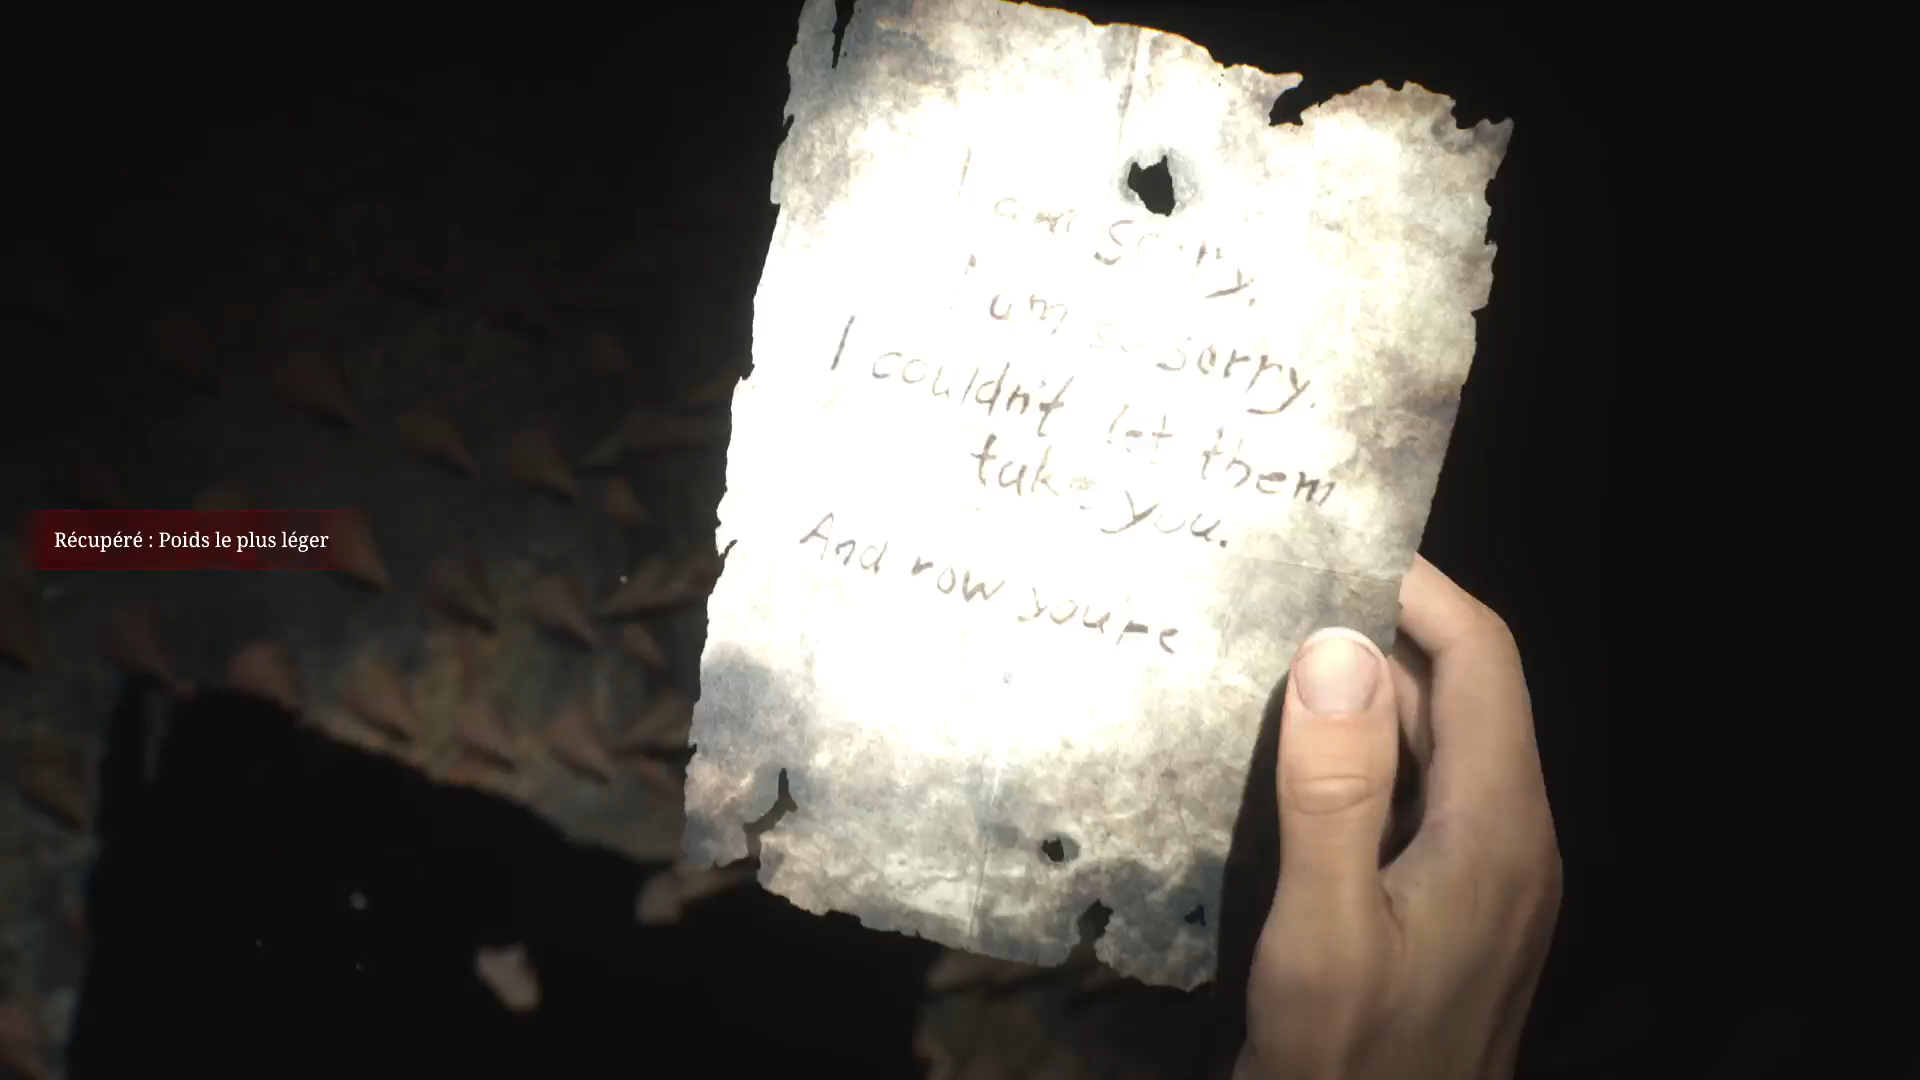 I am sorry.
I am so sorry.
I couldn't let them
take you.
And now you're
Récupéré : Poids le plus léger